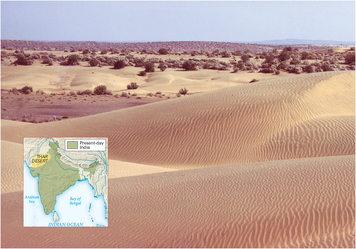 Present-day
India
THAR
DESERT
Arabian
Sea
Bay of
Bengal
INDIAN OCEAN